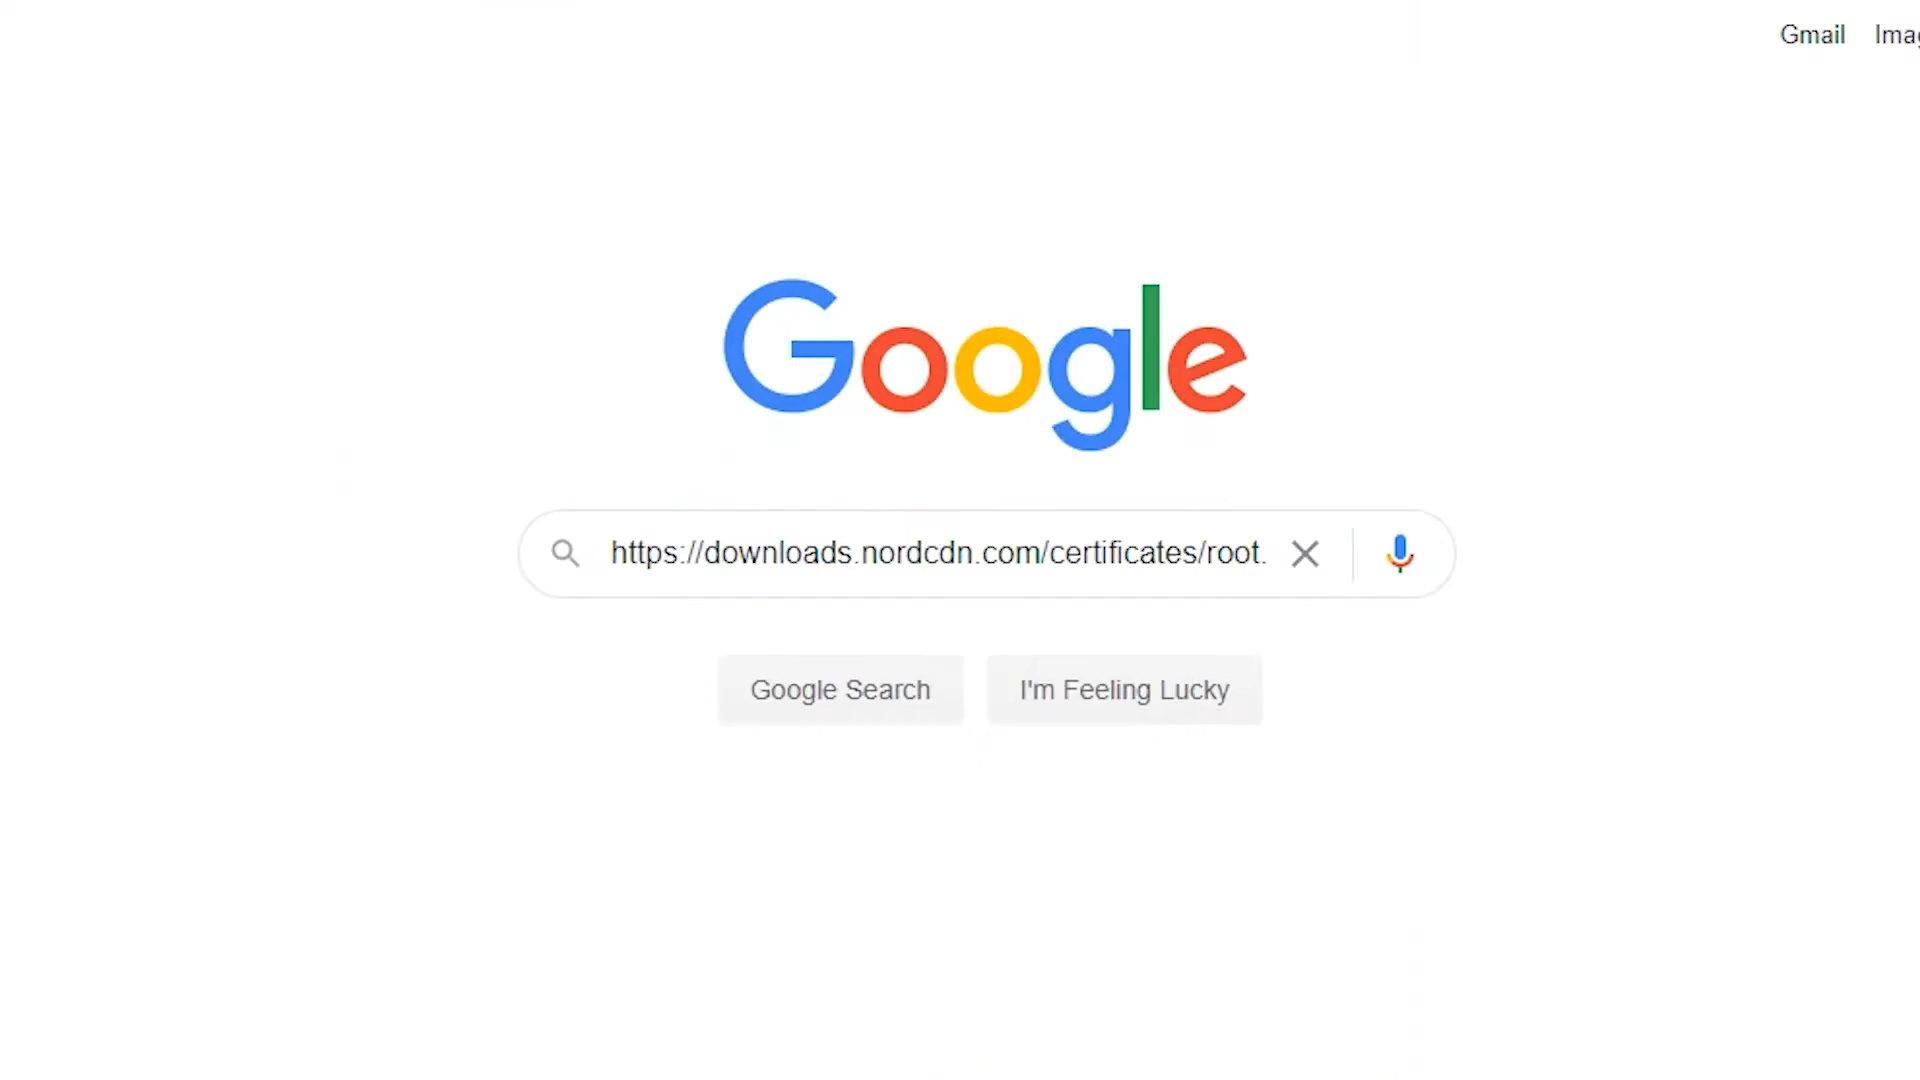 Gmail
Google
https://downloads.nordcdn.com/certificates/root.
Google Search
I'm Feeling Lucky